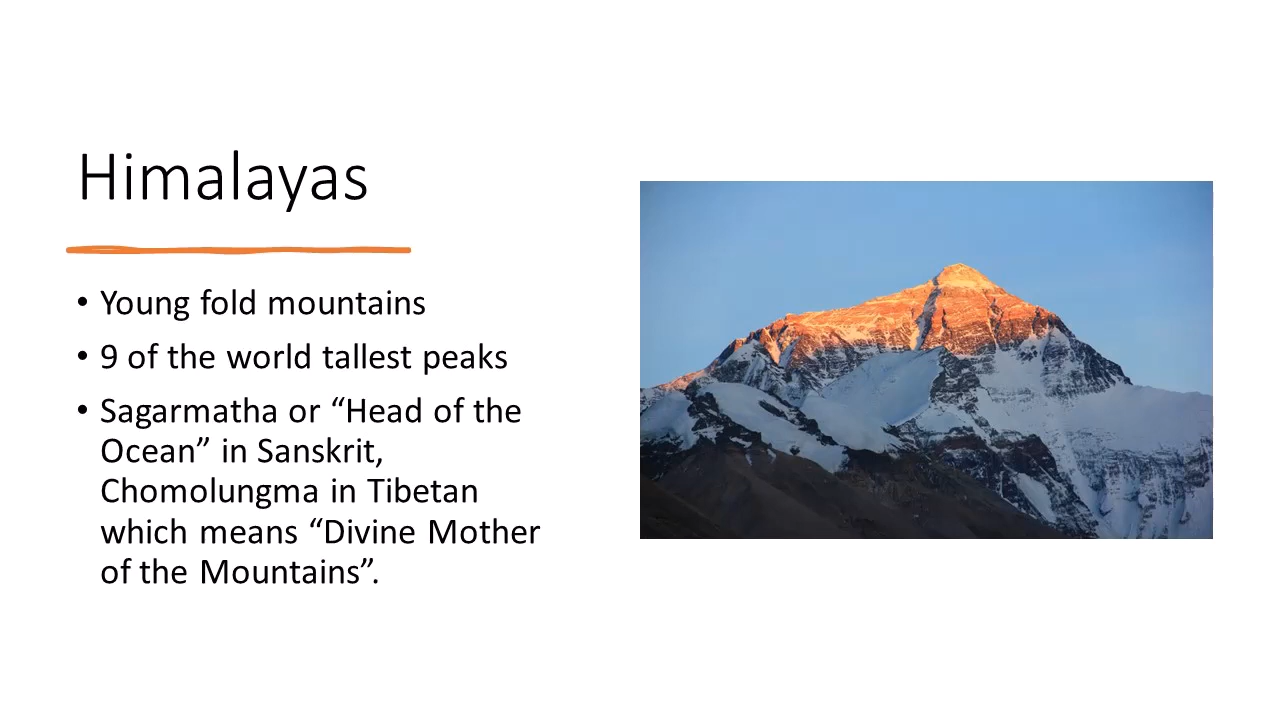 Himalayas
• Young fold mountains
• 9 of the world tallest peaks
• Sagarmatha or “Head of the
Ocean” in Sanskrit,
Chomolungma in Tibetan
which means “Divine Mother
of the Mountains”.